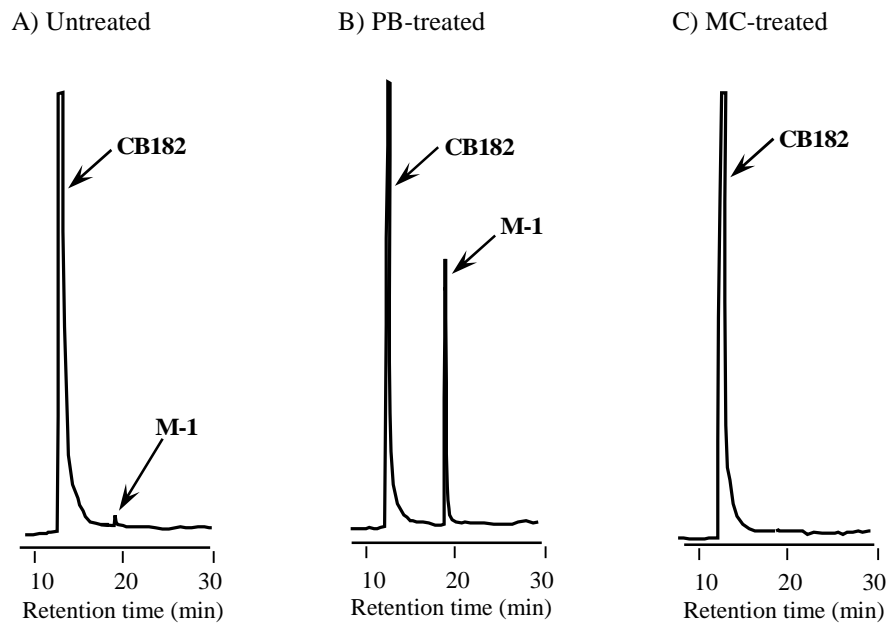 A) Untreated
B) PB-treated
C) MC-treated
CB182
M-1
10 20 30
Retention time (min)
CB182
M-1
10 20 30
Retention time (min)
CB182
10 20 30
Retention time (min)